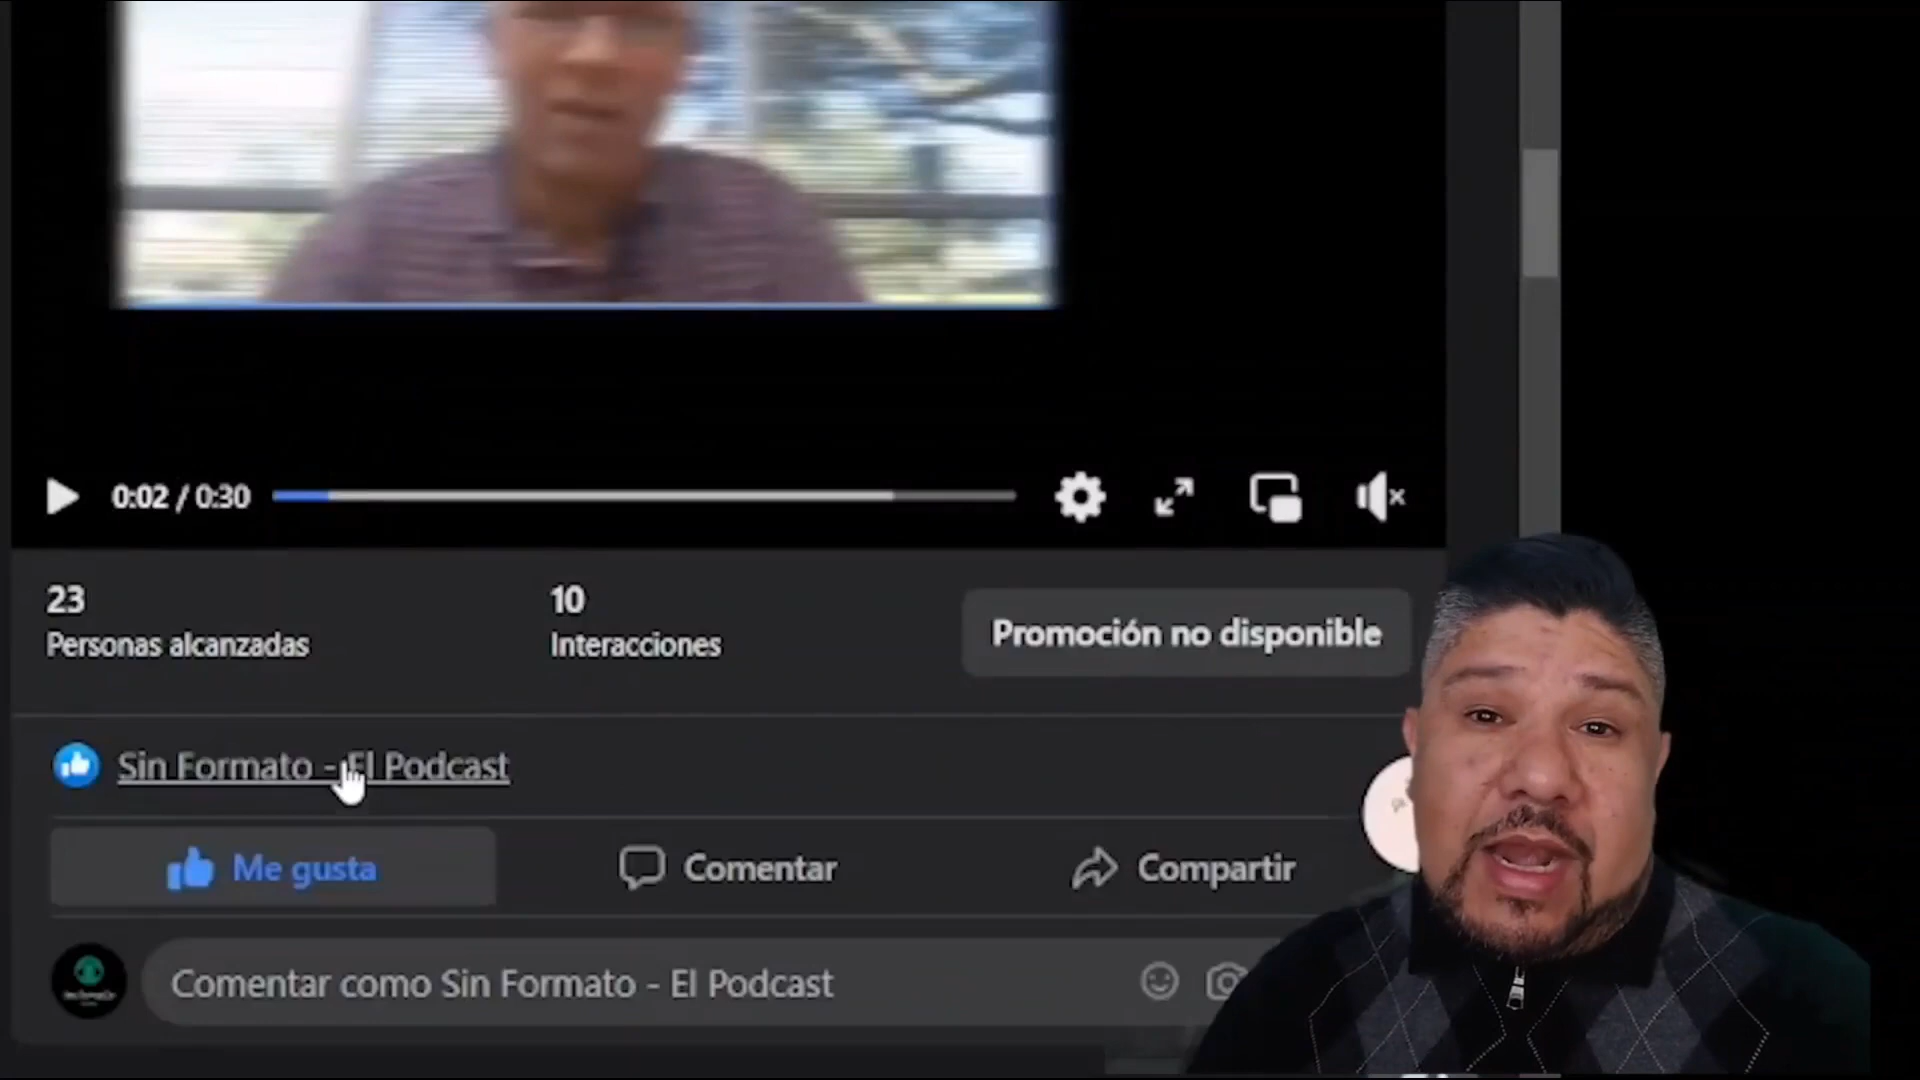 0:02 / 0:30
23
Personas alcanzadas
10
Interacciones
Promoción no disponible
Sin Formato - El Podcast
Me gusta
Comentar
Compartir
Comentar como Sin Formato - El Podcast